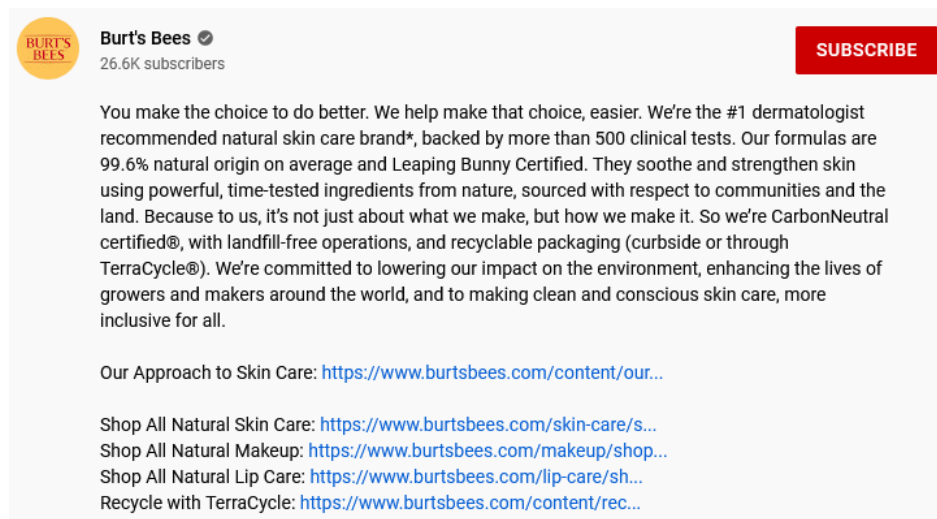 BURT'S
BEES
Burt's Bees
26.6K subscribers
SUBSCRIBE
You make the choice to do better. We help make that choice, easier. We're the #1 dermatologist
recommended natural skin care brand*, backed by more than 500 clinical tests. Our formulas are
99.6% natural origin on average and Leaping Bunny Certified. They soothe and strengthen skin
using powerful, time-tested ingredients from nature, sourced with respect to communities and the
land. Because to us, it's not just about what we make, but how we make it. So we're CarbonNeutral
certified®, with landfill-free operations, and recyclable packaging (curbside or through
TerraCycle®). We're committed to lowering our impact on the environment, enhancing the lives of
growers and makers around the world, and to making clean and conscious skin care, more
inclusive for all.
Our Approach to Skin Care: https://www.burtsbees.com/content/our...
Shop All Natural Skin Care: https://www.burtsbees.com/skin-care/s...
Shop All Natural Makeup: https://www.burtsbees.com/makeup/shop...
Shop All Natural Lip Care: https://www.burtsbees.com/lip-care/sh...
Recycle with TerraCycle: https://www.burtsbees.com/content/rec...